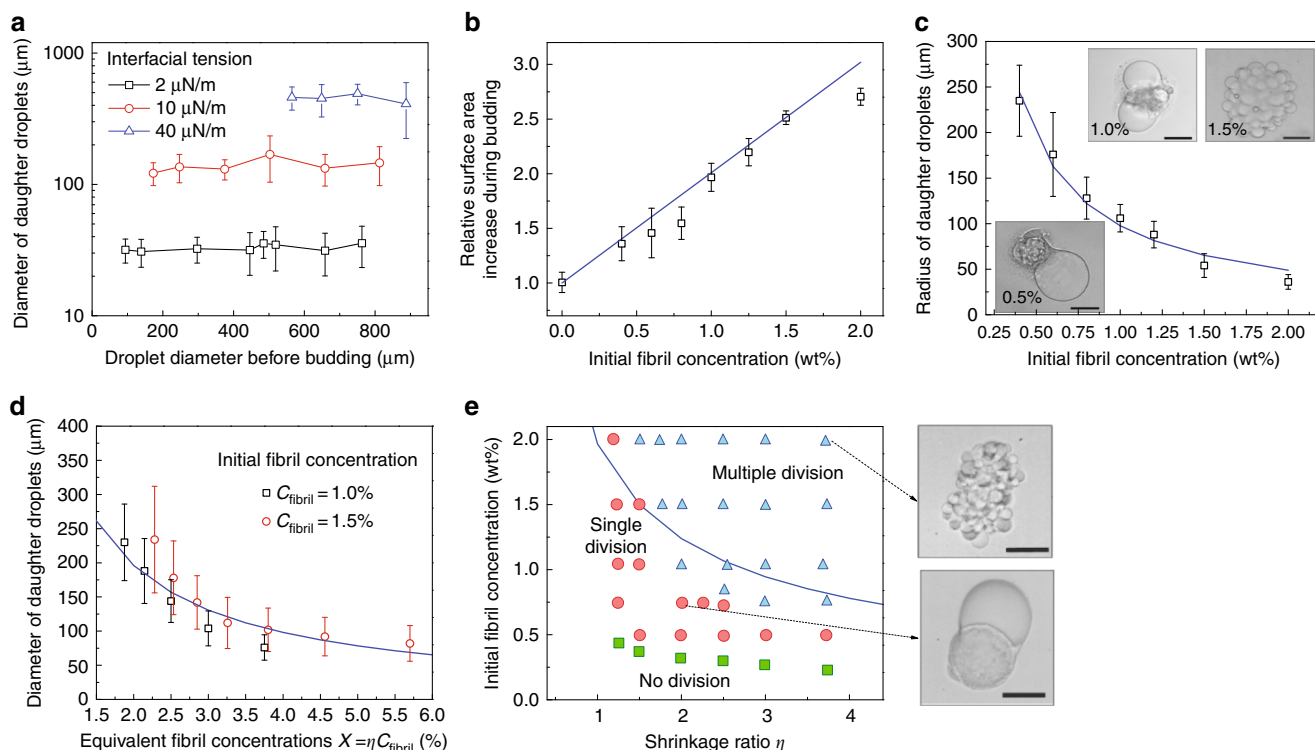 a
Diameter of daughter droplets (µm)
1000
100
10
Interfacial tension
2 µN/m
10 µN/m
40 µN/m
0 200 400 600 800
Droplet diameter before budding (µm)
b
Relative surface area
increase during budding
3.0
2.5
2.0
1.5
1.0
0.0 0.5 1.0 1.5 2.0
Initial fibril concentration (wt%)
c
Radius of daughter droplets (µm)
300
250
200
150
100
50
0
1.0%
1.5%
0.5%
0.25 0.50 0.75 1.00 1.25 1.50 1.75 2.00
Initial fibril concentration (wt%)
d
Diameter of daughter droplets (µm)
400
350
300
250
200
150
100
50
0
Initial fibril concentration
C fibril = 1.0%
C fibril = 1.5%
1.5 2.0 2.5 3.0 3.5 4.0 4.5 5.0 5.5 6.0
Equivalent fibril concentrations X = ηC fibril (%)
e
Initial fibril concentration (wt%)
2.0
1.5
1.0
0.5
0.0
Multiple division
Single
division
No division
1 2 3 4
Shrinkage ratio η